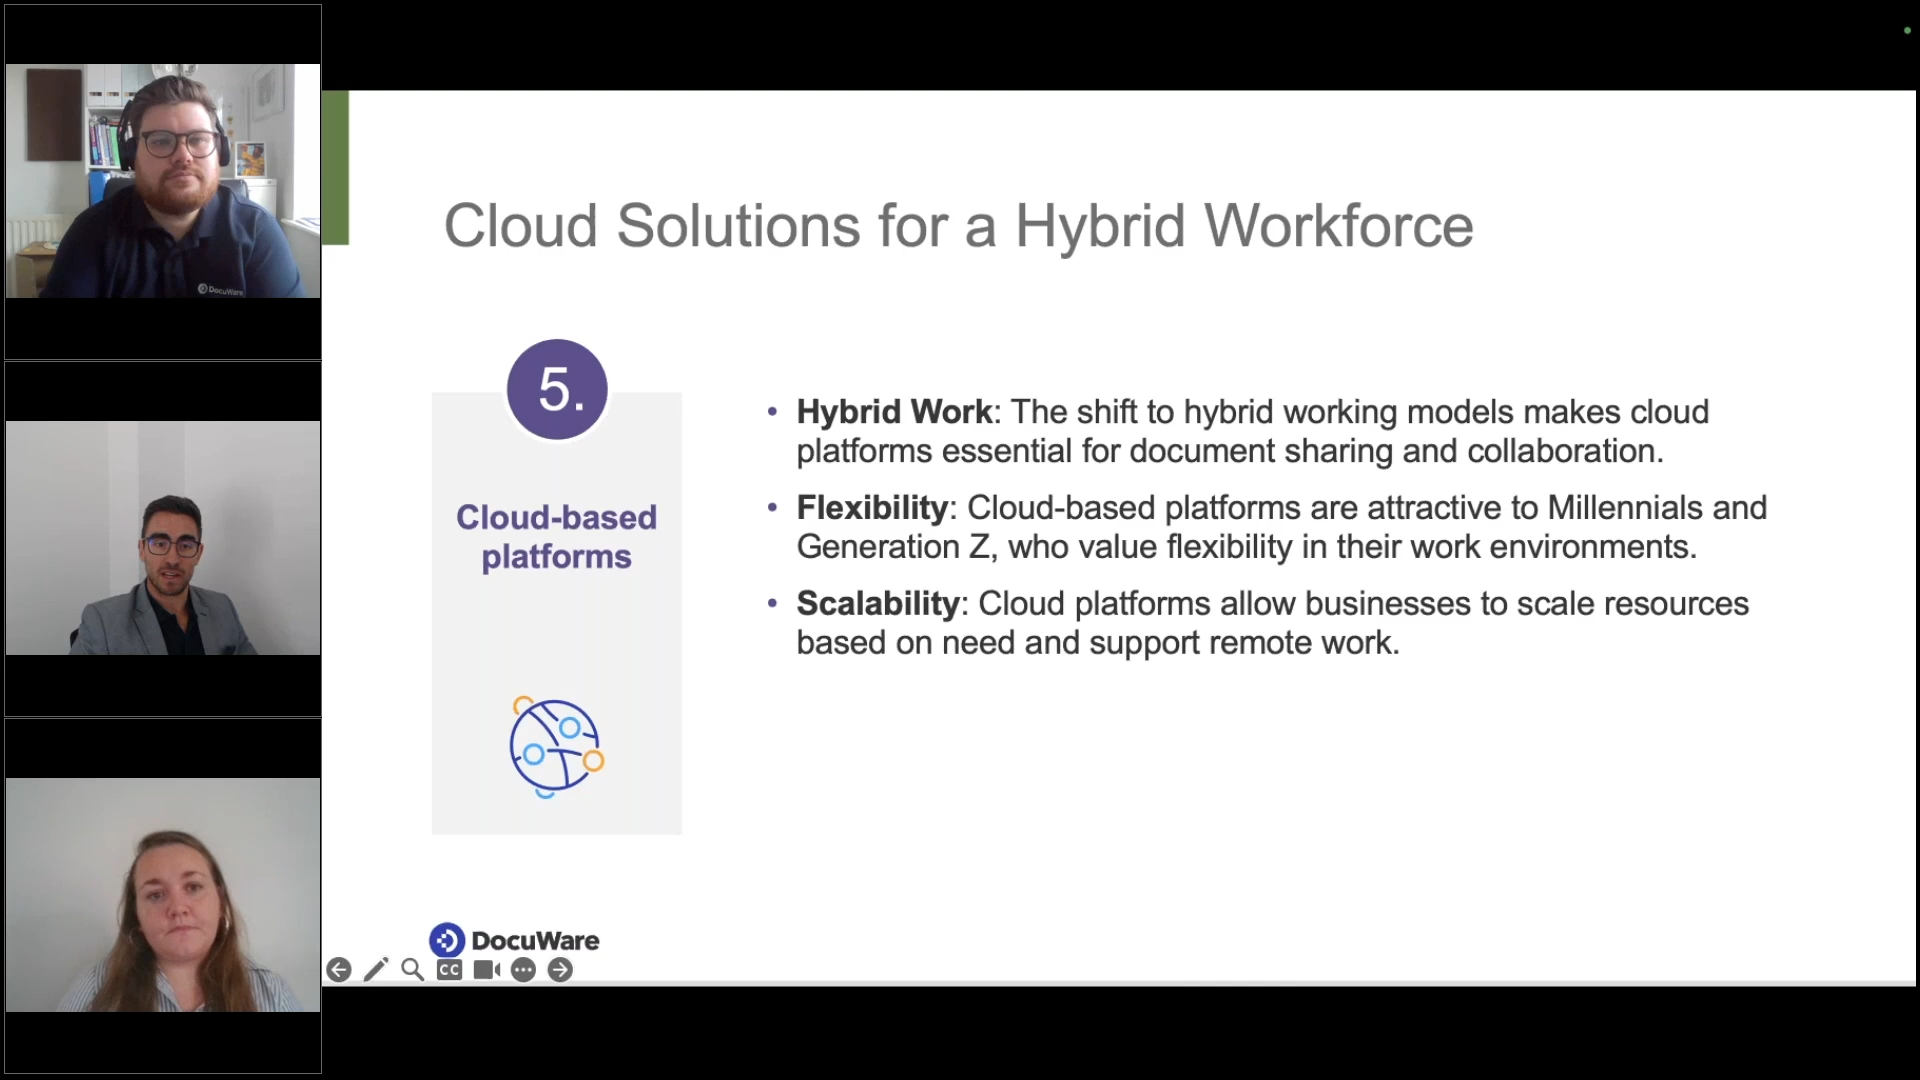 DocuWare
Cloud Solutions for a Hybrid Workforce
5.
Cloud-based
platforms
• Hybrid Work: The shift to hybrid working models makes cloud
platforms essential for document sharing and collaboration.
• Flexibility: Cloud-based platforms are attractive to Millennials and
Generation Z, who value flexibility in their work environments.
• Scalability: Cloud platforms allow businesses to scale resources
based on need and support remote work.
DocuWare
CC